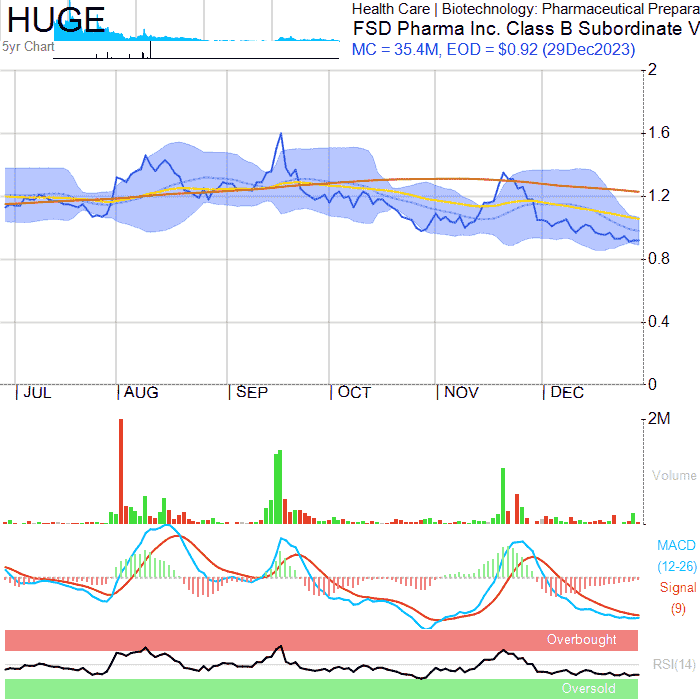 HUGE
5yr Chart
Health Care | Biotechnology: Pharmaceutical Prepara
FSD Pharma Inc. Class B Subordinate V
MC = 35.4M, EOD = $0.92 (29Dec2023)
2
1.6
1.2
0.8
0.4
0
JUL AUG SEP OCT NOV DEC
2M
Volume
MACD
(12-26)
Signal
(9)
Overbought
RSI(14)
Oversold